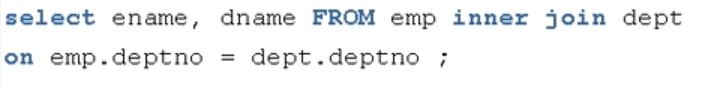 select ename, dname FROM emp inner join dept
on emp.deptno = dept.deptno ;